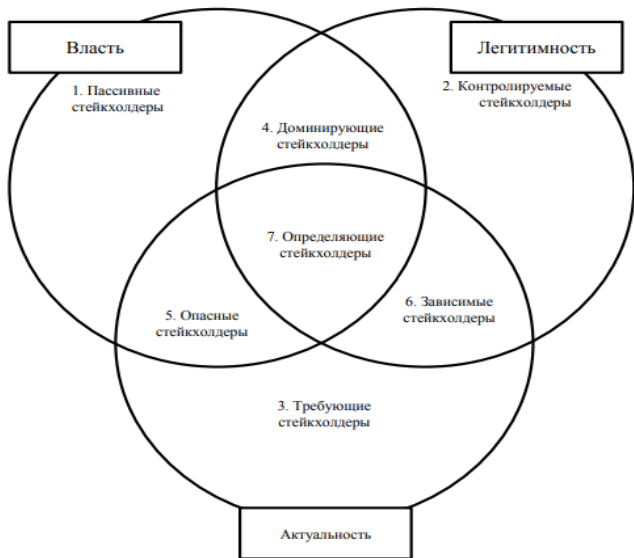 Власть
Легитимность
1. Пассивные
стейкхолдеры
2. Контролируемые
стейкхолдеры
4. Доминирующие
стейкхолдеры
7. Определяющие
стейкхолдеры
5. Опасные
стейкхолдеры
6. Зависимые
стейкхолдеры
3. Требующие
стейкхолдеры
Актуальность